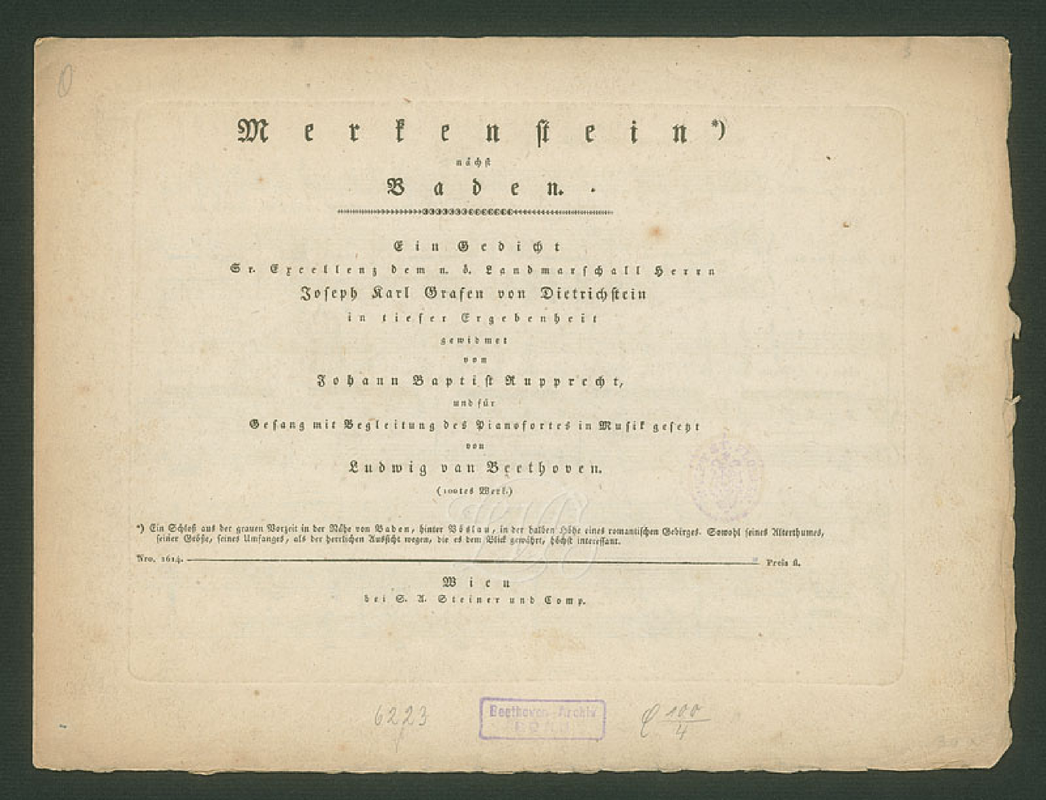 Merkenstein*)
nächst
Baden.
Ein Gedicht
Sr. Excellenz dem n. ö. Landmarschall Herrn
Joseph Karl Grafen von Dietrichstein
in tiefer Ergebenheit
gewidmet
von
Johann Baptist Rupprecht,
und für
Gesang mit Begleitung des Pianofortes in Musik gesetzt
von
Ludwig van Beethoven.
(100tes Werk.)
*) Ein Schloß aus der grauen Vorzeit in der Nähe von Baden, hinter Vöslau, in der halben Höhe eines romantischen Gebirges. Sowohl seines Alterthumes,
seiner Größe, seines Umfanges, als der herrlichen Aussicht wegen, die es dem Blick gewährt, höchst interessant.
Nro. 2614. Preis fl.
Wien
bei S. A. Steiner und Comp.
6223
Beethoven-Archiv
BONN
C 100/4